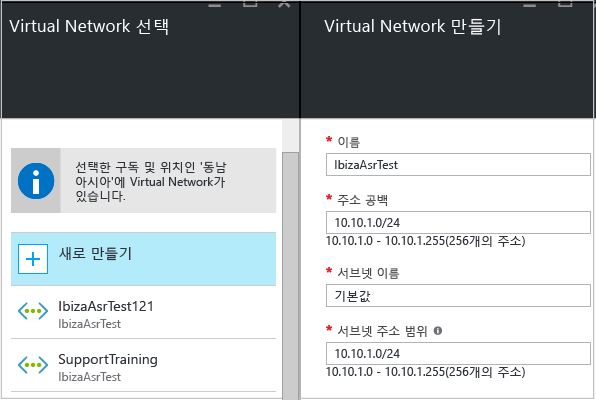 Virtual Network 선택
선택한 구독 및 위치인 '동남
아시아'에 Virtual Network가
있습니다.
새로 만들기
IbizaAsrTest121
IbizaAsrTest
SupportTraining
IbizaAsrTest
Virtual Network 만들기
* 이름
IbizaAsrTest
* 주소 공백
10.10.1.0/24
10.10.1.0 - 10.10.1.255(256개의 주소)
* 서브넷 이름
기본값
* 서브넷 주소 범위
10.10.1.0/24
10.10.1.0 - 10.10.1.255(256개의 주소)